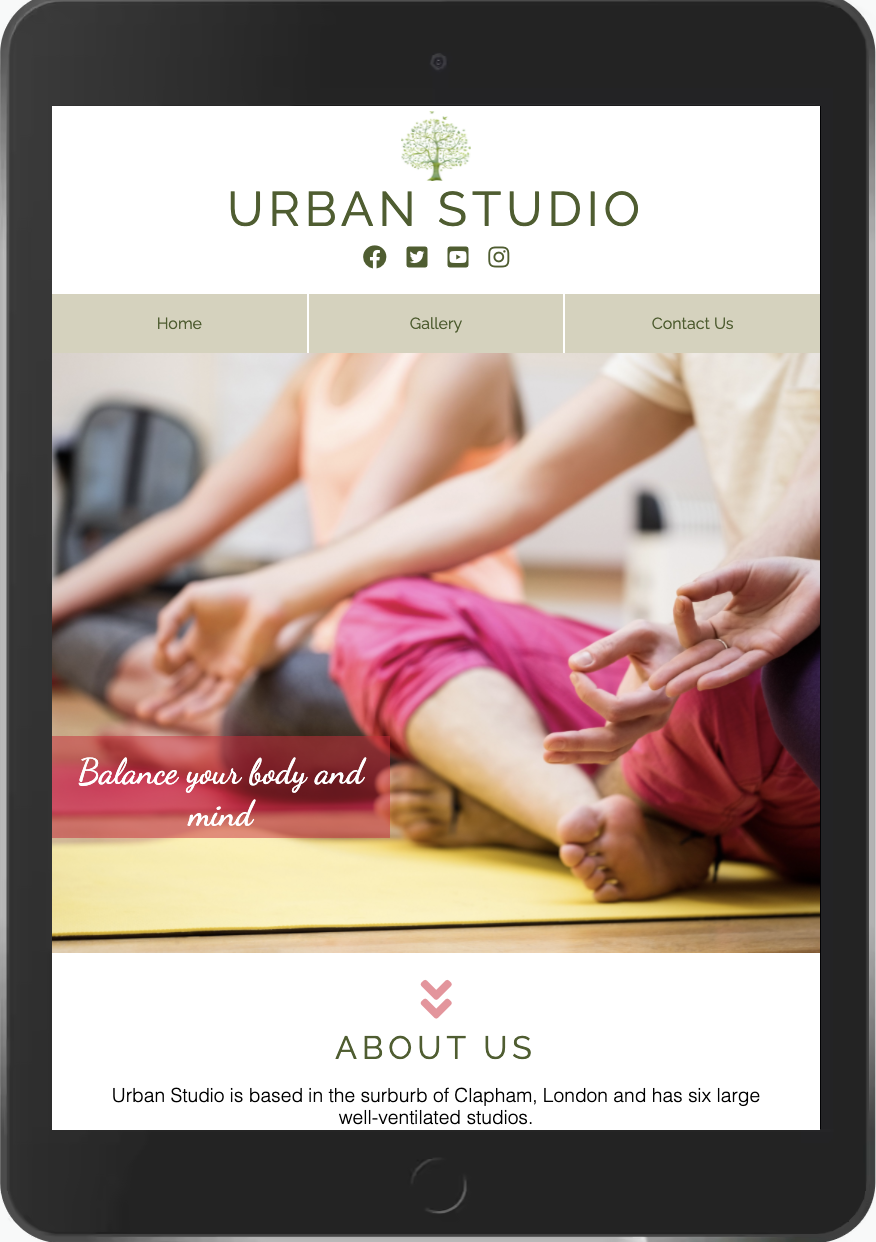 URBAN STUDIO
Home Gallery Contact Us
Balance your body and
mind
ABOUT US
Urban Studio is based in the surburb of Clapham, London and has six large
well-ventilated studios.